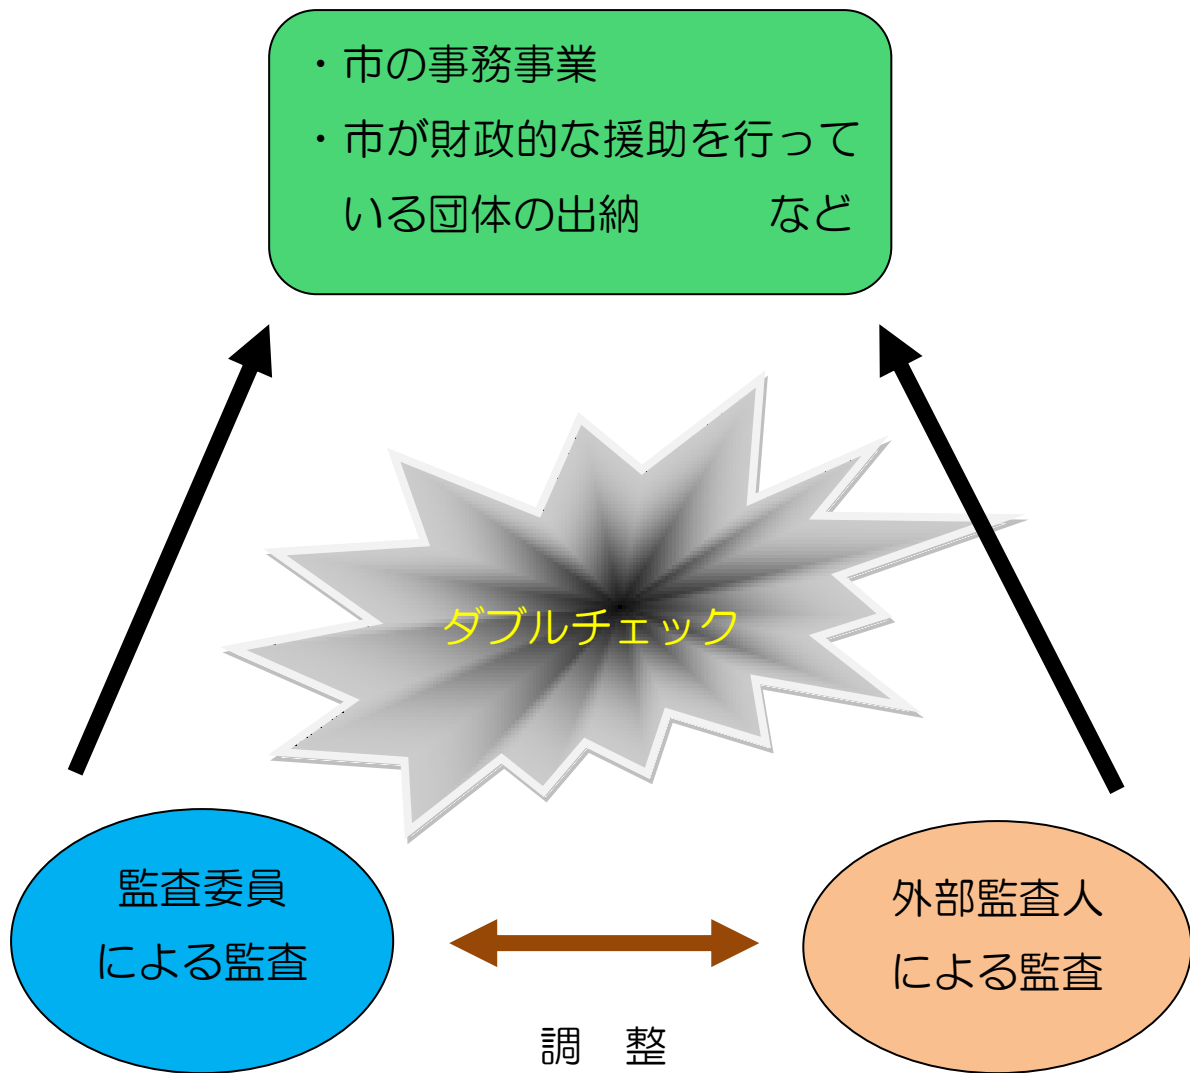 ・市の事務事業
・市が財政的な援助を行って
いる団体の出納　　　など
ダブルチェック
監査委員
による監査
外部監査人
による監査
調　整